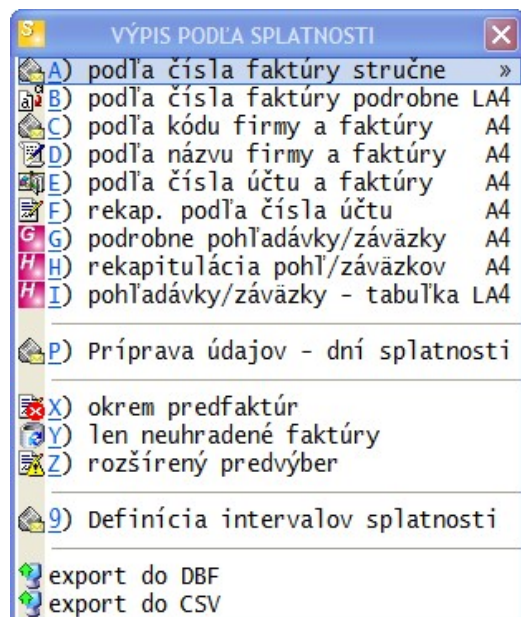 VÝPIS PODĽA SPLATNOSTI
A) podľa čísla faktúry stručne »
B) podľa čísla faktúry podrobne LA4
C) podľa kódu firmy a faktúry A4
D) podľa názvu firmy a faktúry A4
E) podľa čísla účtu a faktúry A4
F) rekap. podľa čísla účtu A4
G) podrobne pohľadávky/záväzky A4
H) rekapitulácia pohľ/záväzkov A4
I) pohľadávky/záväzky - tabuľka LA4
P) Príprava údajov - dní splatnosti
X) okrem predfaktúr
Y) len neuhradené faktúry
Z) rozšírený predvýber
9) Definícia intervalov splatnosti
export do DBF
export do CSV